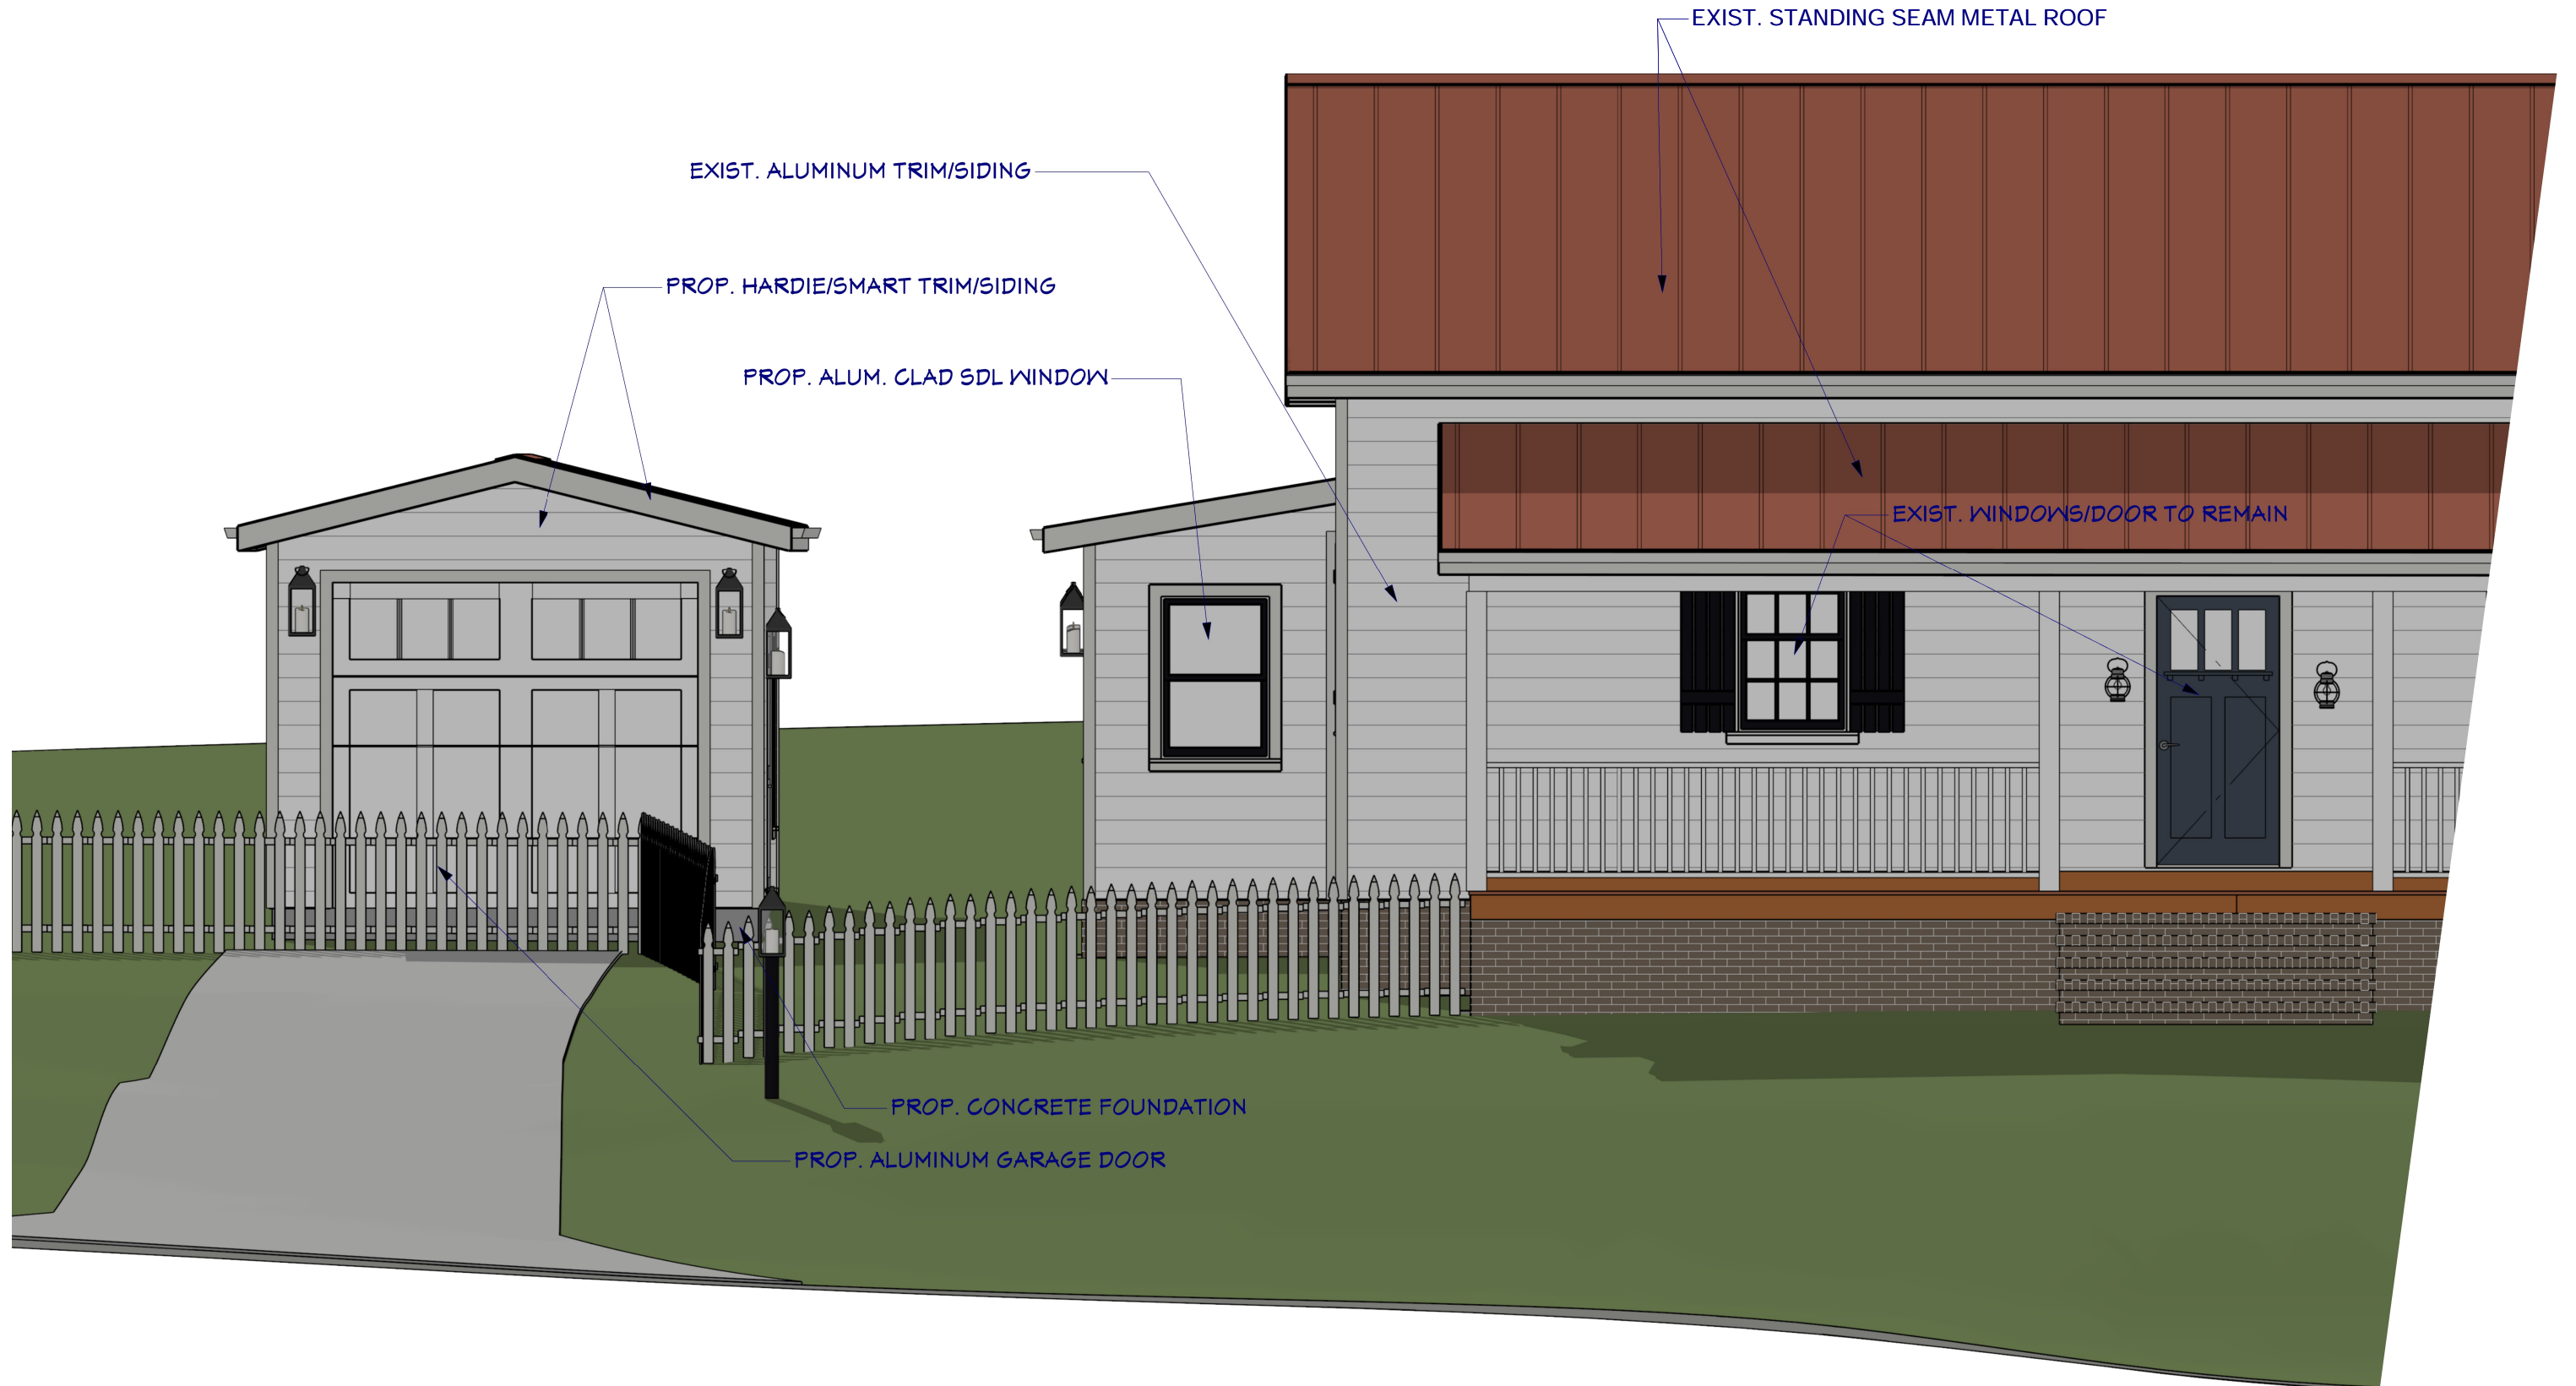 EXIST. STANDING SEAM METAL ROOF
EXIST. ALUMINUM TRIM/SIDING
PROP. HARDIE/SMART TRIM/SIDING
PROP. ALUM. CLAD SDL WINDOW
EXIST. WINDOWS/DOOR TO REMAIN
PROP. CONCRETE FOUNDATION
PROP. ALUMINUM GARAGE DOOR